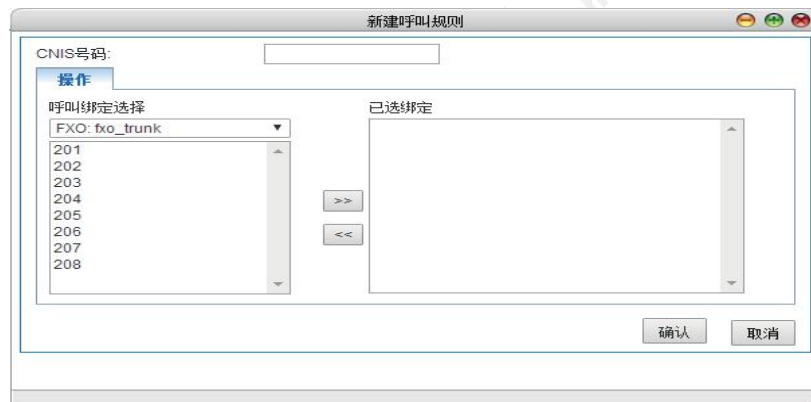 新建呼叫规则
CNIS号码:
操作
呼叫绑定选择
已选绑定
FXO: fxo_trunk
201
202
203
204
205
206
207
208
>>
<<
确认
取消